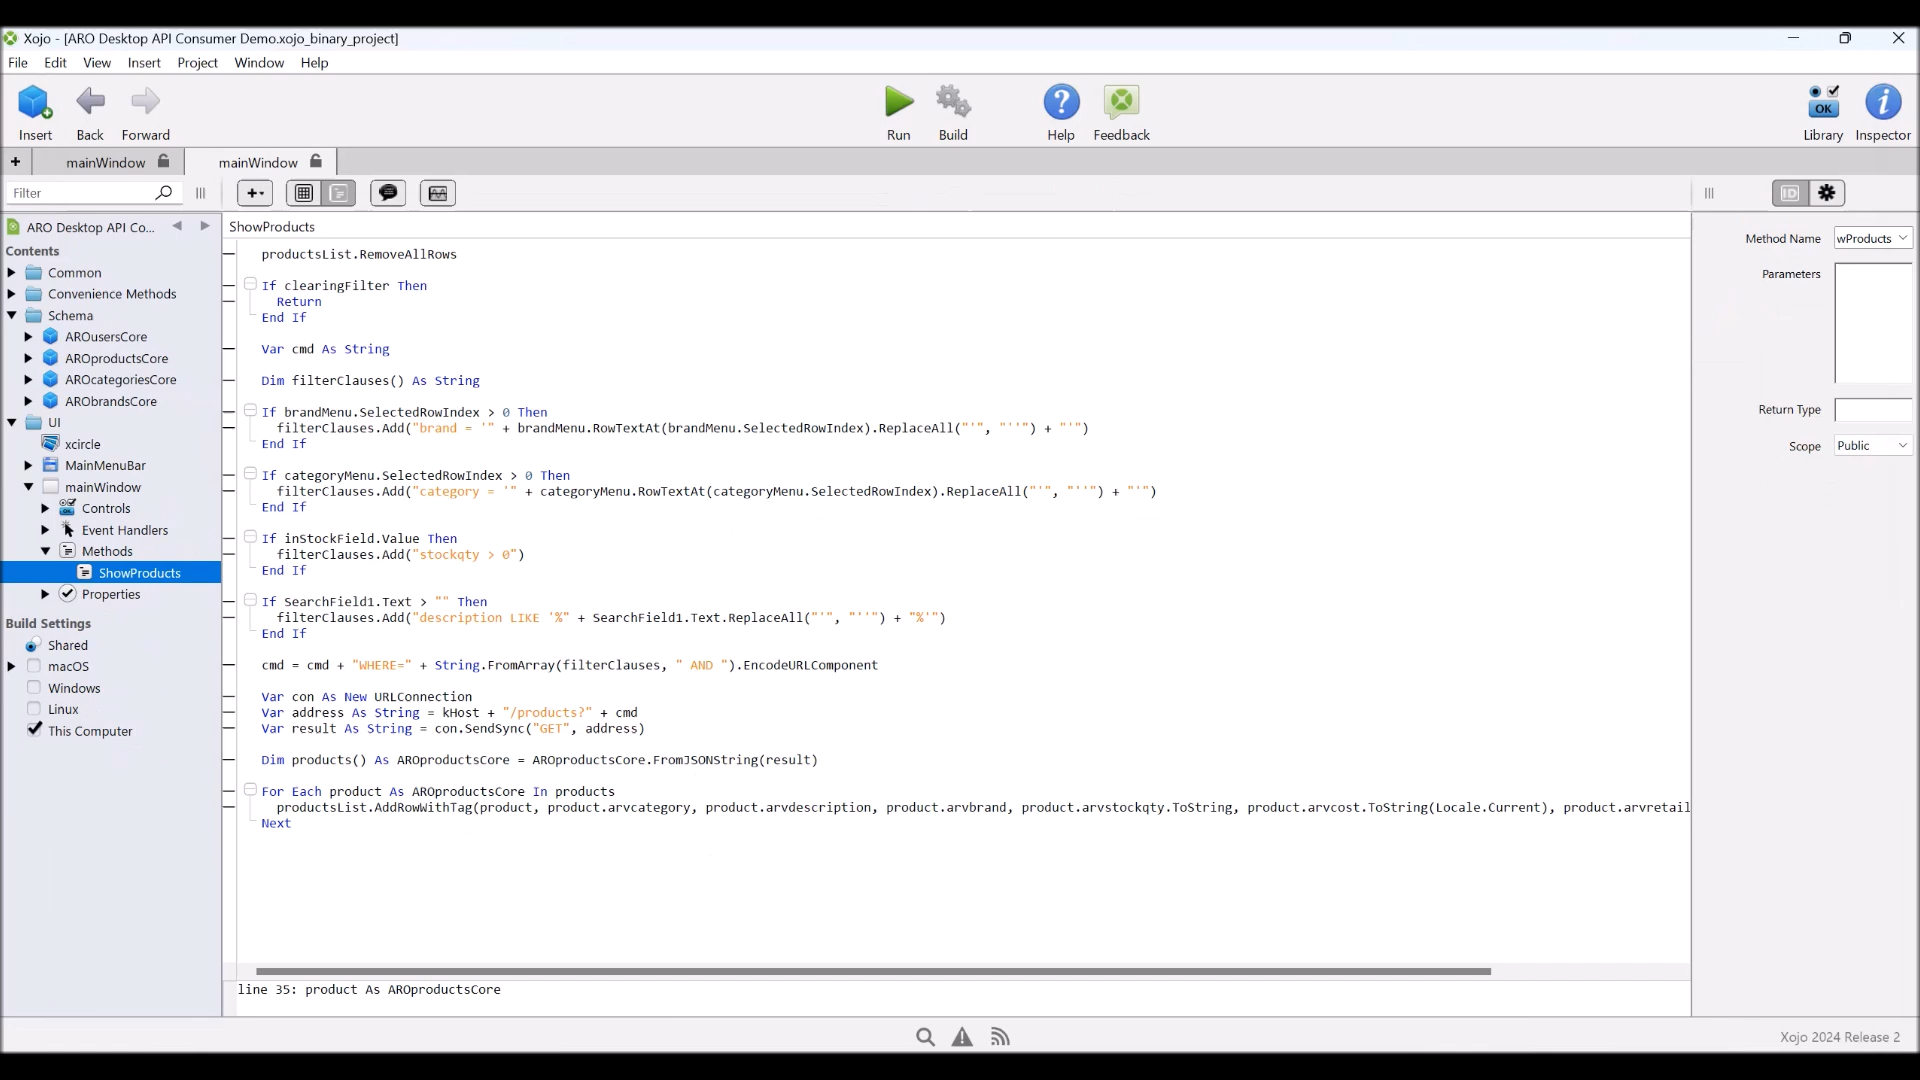 Xojo - [ARO Desktop API Consumer Demo.xojo_binary_project]
File Edit View Insert Project Window Help
Insert Back Forward Run Build Help Feedback OK Library Inspector
mainWindow mainWindow
Filter ID
ARO Desktop API Co...
Contents
Common
Convenience Methods
Schema
AROusersCore
AROproductsCore
AROcategoriesCore
ARObrandsCore
UI
xcircle
MainMenuBar
mainWindow
Controls
Event Handlers
Methods
ShowProducts
Properties
Build Settings
Shared
macOS
Windows
Linux
This Computer
ShowProducts
productsList.RemoveAllRows
If clearingFilter Then
Return
End If
Var cmd As String
Dim filterClauses() As String
If brandMenu.SelectedRowIndex > 0 Then
filterClauses.Add("brand = '" + brandMenu.RowTextAt(brandMenu.SelectedRowIndex).ReplaceAll("'", "''") + "'")
End If
If categoryMenu.SelectedRowIndex > 0 Then
filterClauses.Add("category = '" + categoryMenu.RowTextAt(categoryMenu.SelectedRowIndex).ReplaceAll("'", "''") + "'")
End If
If inStockField.Value Then
filterClauses.Add("stockqty > 0")
End If
If SearchField1.Text > "" Then
filterClauses.Add("description LIKE '%" + SearchField1.Text.ReplaceAll("'", "''") + "%'")
End If
cmd = cmd + "WHERE=" + String.FromArray(filterClauses, " AND ").EncodeURLComponent
Var con As New URLConnection
Var address As String = kHost + "/products?" + cmd
Var result As String = con.SendSync("GET", address)
Dim products() As AROproductsCore = AROproductsCore.FromJSONString(result)
For Each product As AROproductsCore In products
productsList.AddRowWithTag(product, product.arvcategory, product.arvdescription, product.arvbrand, product.arvstockqty.ToString, product.arvcost.ToString(Locale.Current), product.arvretail
Next
line 35: product As AROproductsCore
Method Name wProducts
Parameters
Return Type
Scope Public
Xojo 2024 Release 2